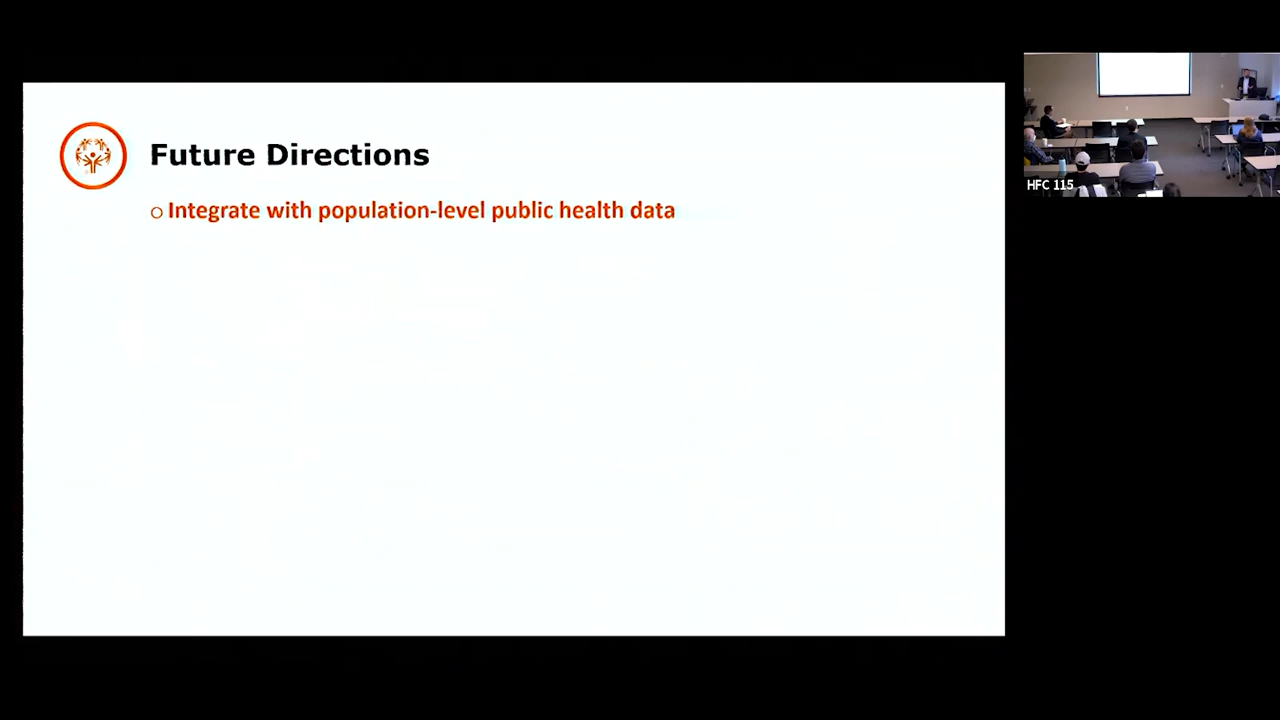 Future Directions
o Integrate with population-level public health data
HFC 115